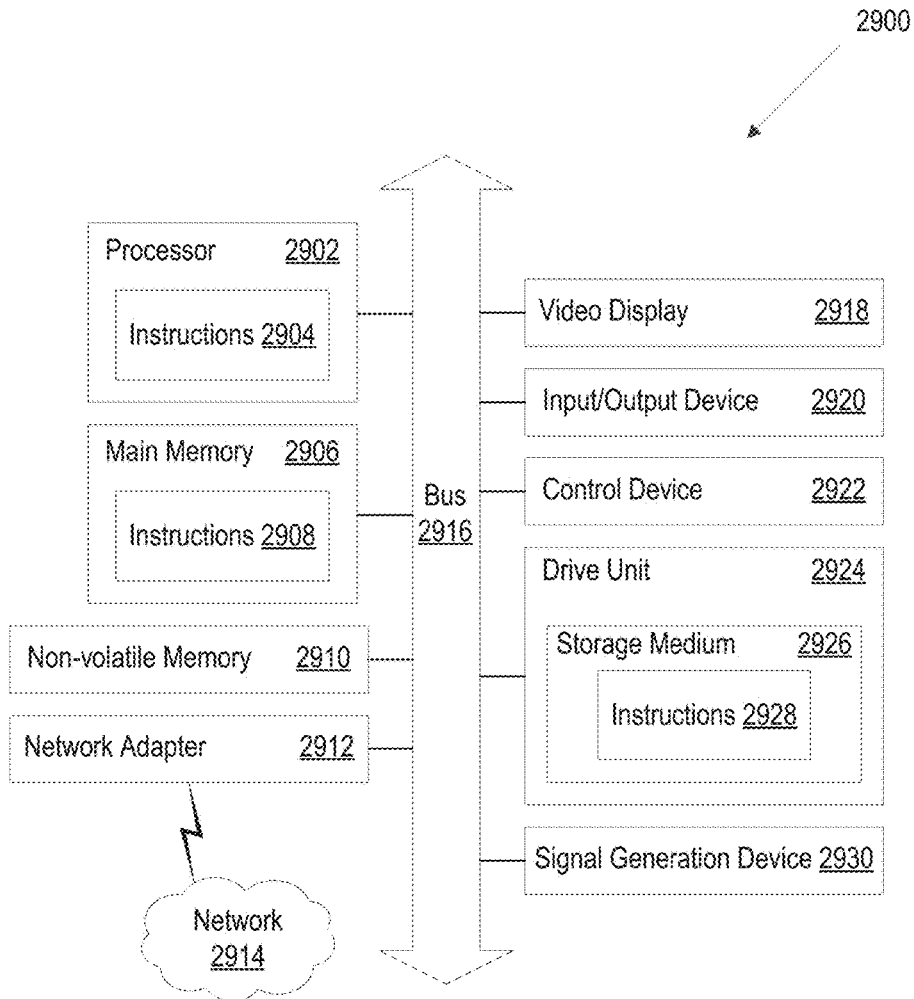 2900
Processor 2902
Instructions 2904
Main Memory 2906
Instructions 2908
Non-volatile Memory 2910
Network Adapter 2912
Network
2914
Bus
2916
Video Display 2918
Input/Output Device 2920
Control Device 2922
Drive Unit 2924
Storage Medium 2926
Instructions 2928
Signal Generation Device 2930